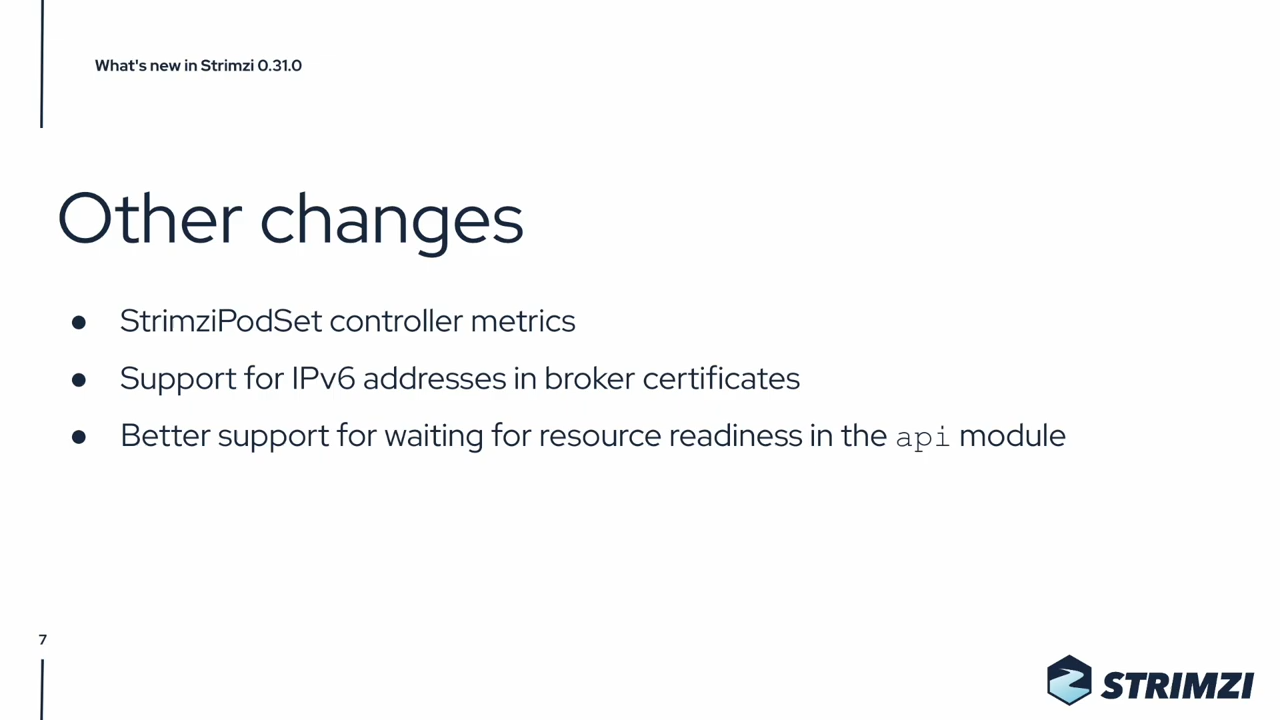 What's new in Strimzi 0.31.0
Other changes
● StrimziPodSet controller metrics
● Support for IPv6 addresses in broker certificates
● Better support for waiting for resource readiness in the api module
7
STRIMZI